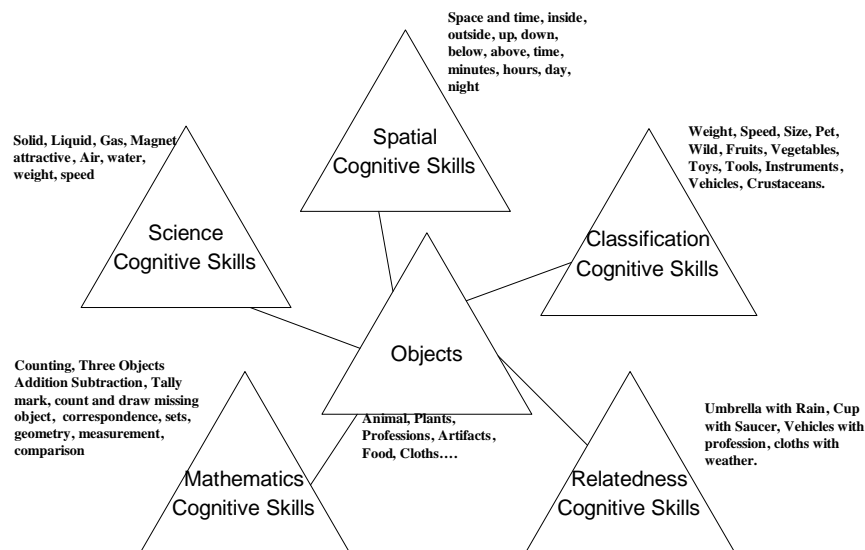 Space and time, inside,
outside, up, down,
below, above, time,
minutes, hours, day,
night
Spatial
Cognitive Skills
Solid, Liquid, Gas, Magnet
attractive, Air, water,
weight, speed
Science
Cognitive Skills
Weight, Speed, Size, Pet,
Wild, Fruits, Vegetables,
Toys, Tools, Instruments,
Vehicles, Crustaceans.
Classification
Cognitive Skills
Objects
Animal, Plants,
Professions, Artifacts,
Food, Cloths….
Counting, Three Objects
Addition Subtraction, Tally
mark, count and draw missing
object, correspondence, sets,
geometry, measurement,
comparison
Mathematics
Cognitive Skills
Umbrella with Rain, Cup
with Saucer, Vehicles with
profession, cloths with
weather.
Relatedness
Cognitive Skills